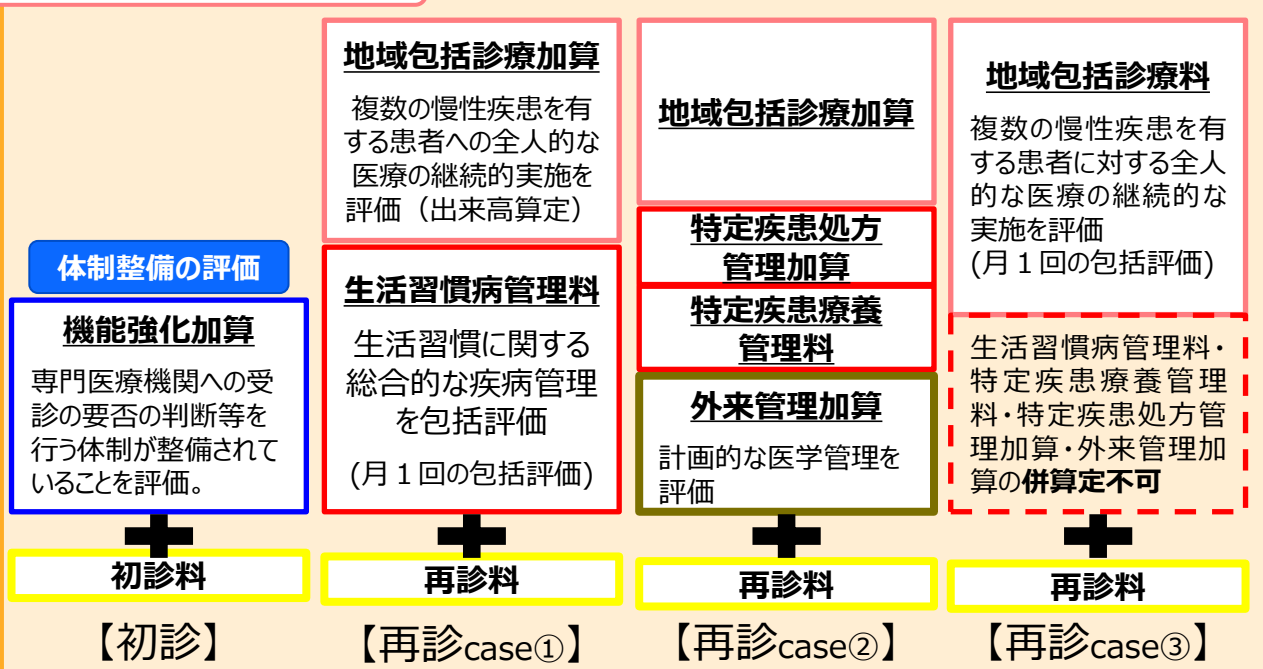 体制整備の評価
機能強化加算
専門医療機関への受
診の要否の判断等を
行う体制が整備されて
いることを評価。
初診料
【初診】
地域包括診療加算
複数の慢性疾患を有
する患者への全人的な
医療の継続的実施を
評価（出来高算定）
生活習慣病管理料
生活習慣に関する
総合的な疾病管理
を包括評価
(月１回の包括評価)
再診料
【再診case①】
地域包括診療加算
特定疾患処方
管理加算
特定疾患療養
管理料
外来管理加算
計画的な医学管理を
評価
再診料
【再診case②】
地域包括診療料
複数の慢性疾患を有
する患者に対する全人
的な医療の継続的な
実施を評価
(月１回の包括評価)
生活習慣病管理料・
特定疾患療養管理
料・特定疾患処方管
理加算・外来管理加
算の併算定不可
再診料
【再診case③】